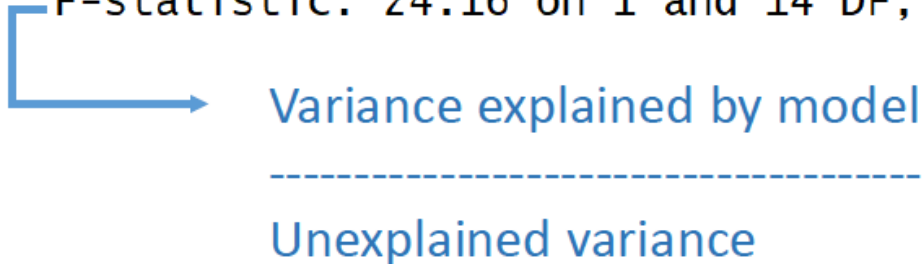 F-statistic: 24.16 on 1 and 14 DF,
Variance explained by model
-------------------------------------
Unexplained variance